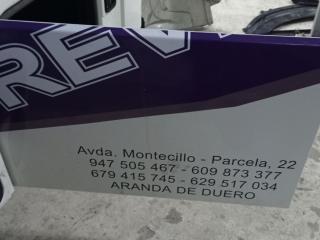 REV
Avda. Montecillo - Parcela, 22
947 505 467 - 609 873 377
679 415 745 - 629 517 034
ARANDA DE DUERO